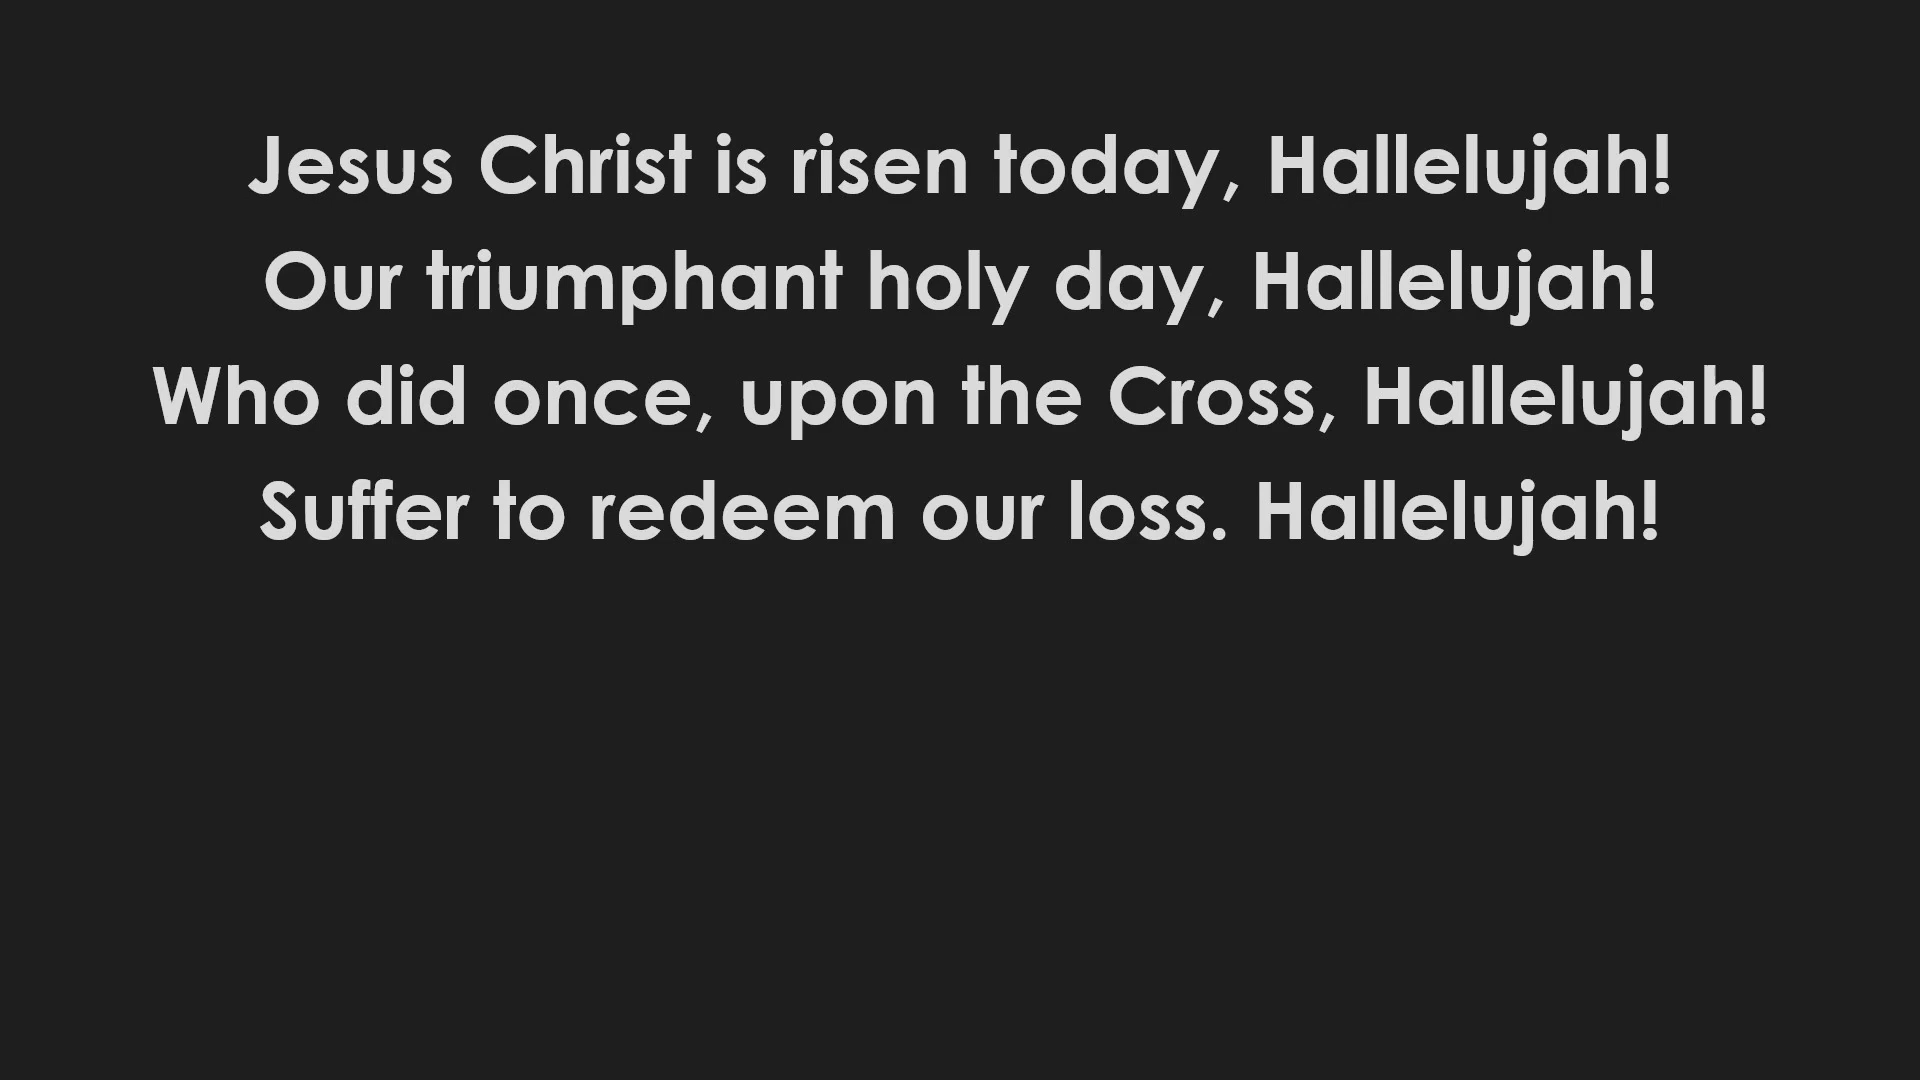 Jesus Christ is risen today, Hallelujah!
Our triumphant holy day, Hallelujah!
Who did once, upon the Cross, Hallelujah!
Suffer to redeem our loss. Hallelujah!